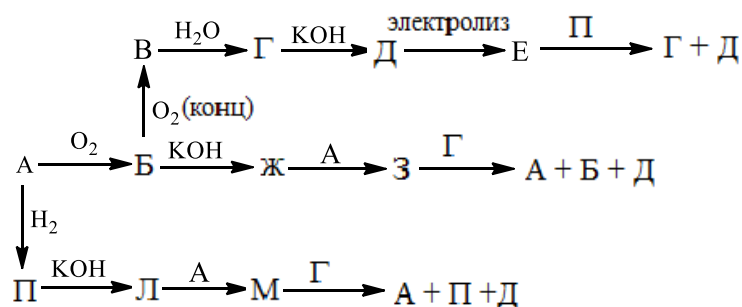 В H₂O Г KOH Д электролиз Е П Г + Д
O₂ (конц)
А O₂ Б KOH Ж А З Г А + Б + Д
H₂
П KOH Л А М Г А + П +Д